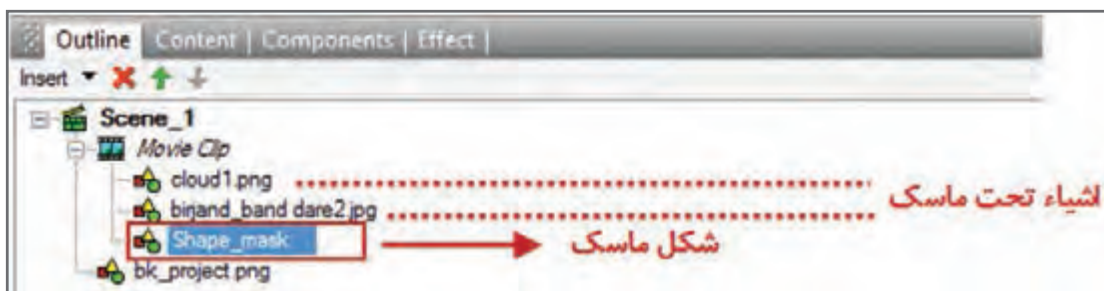 Outline Content | Components | Effect |
Insert
Scene_1
Movie Clip
cloud1.png
اشیاء تحت ماسک
birjand_band dare2.jpg
Shape_mask
شکل ماسک
bk_project.png